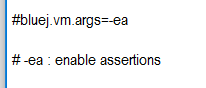 #bluej.vm.args=-ea
# -ea : enable assertions